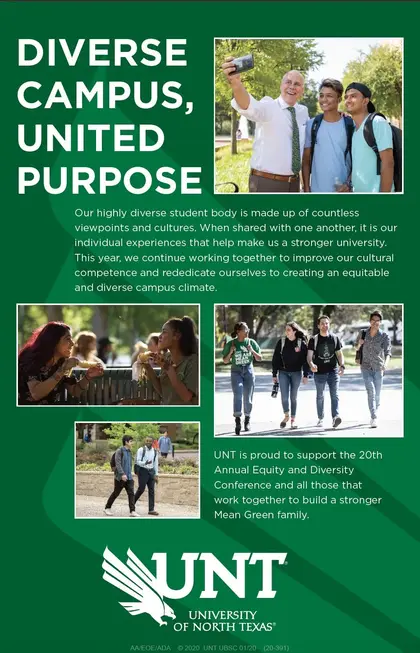 DIVERSE
CAMPUS,
UNITED
PURPOSE
Our highly diverse student body is made up of countless
viewpoints and cultures. When shared with one another, it is our
individual experiences that help make us a stronger university.
This year, we continue working together to improve our cultural
competence and rededicate ourselves to creating an equitable
and diverse campus climate.
UNT is proud to support the 20th
Annual Equity and Diversity
Conference and all those that
work together to build a stronger
Mean Green family.
UNT®
UNIVERSITY
OF NORTH TEXAS®
AA/EOE/ADA © 2020 UNT UBSC 01/20 (20-391)